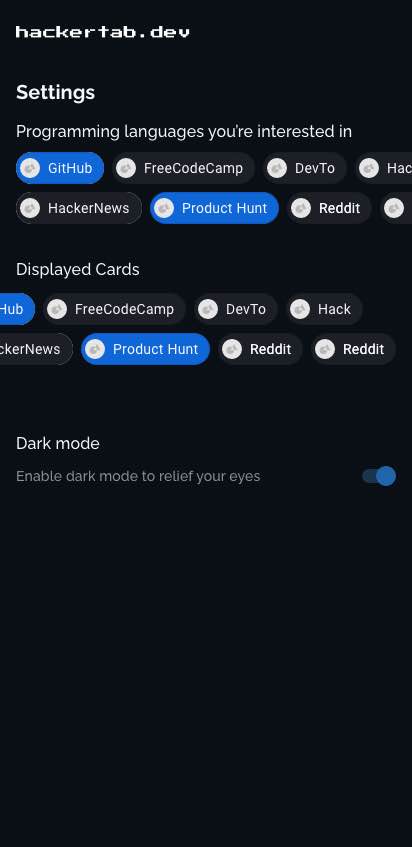 hackertab.dev
Settings
Programming languages you're interested in
GitHub FreeCodeCamp DevTo Hac
HackerNews Product Hunt Reddit
Displayed Cards
Hub FreeCodeCamp DevTo Hack
ckerNews Product Hunt Reddit Reddit
Dark mode
Enable dark mode to relief your eyes